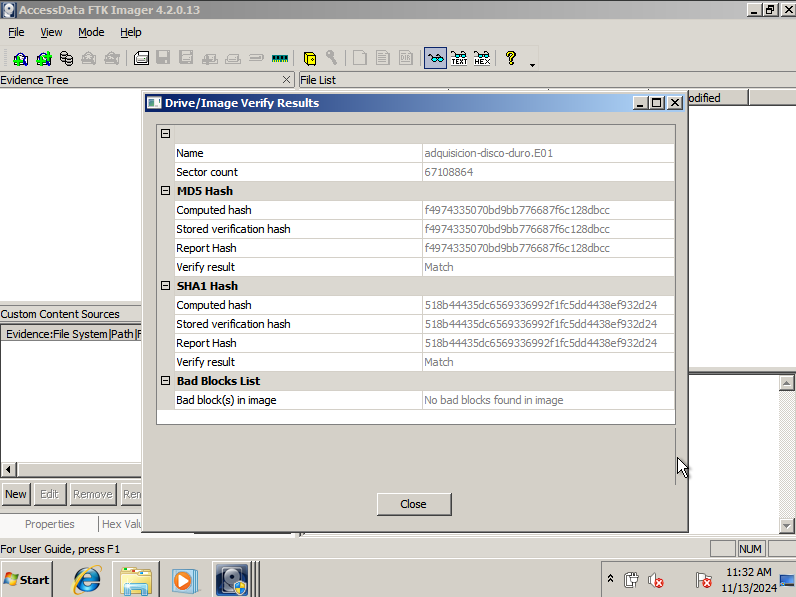 AccessData FTK Imager 4.2.0.13
File View Mode Help
TEXT HEX
Evidence Tree
File List
odified
Drive/Image Verify Results
Name adquisicion-disco-duro.E01
Sector count 67108864
MD5 Hash
Computed hash f4974335070bd9bb776687f6c128dbcc
Stored verification hash f4974335070bd9bb776687f6c128dbcc
Report Hash f4974335070bd9bb776687f6c128dbcc
Verify result Match
SHA1 Hash
Computed hash 518b44435dc6569336992f1fc5dd4438ef932d24
Stored verification hash 518b44435dc6569336992f1fc5dd4438ef932d24
Report Hash 518b44435dc6569336992f1fc5dd4438ef932d24
Verify result Match
Bad Blocks List
Bad block(s) in image No bad blocks found in image
Close
Custom Content Sources
Evidence:File System|Path|F
New Edit Remove Ren
Properties Hex Valu
For User Guide, press F1
NUM
Start
11:32 AM
11/13/2024